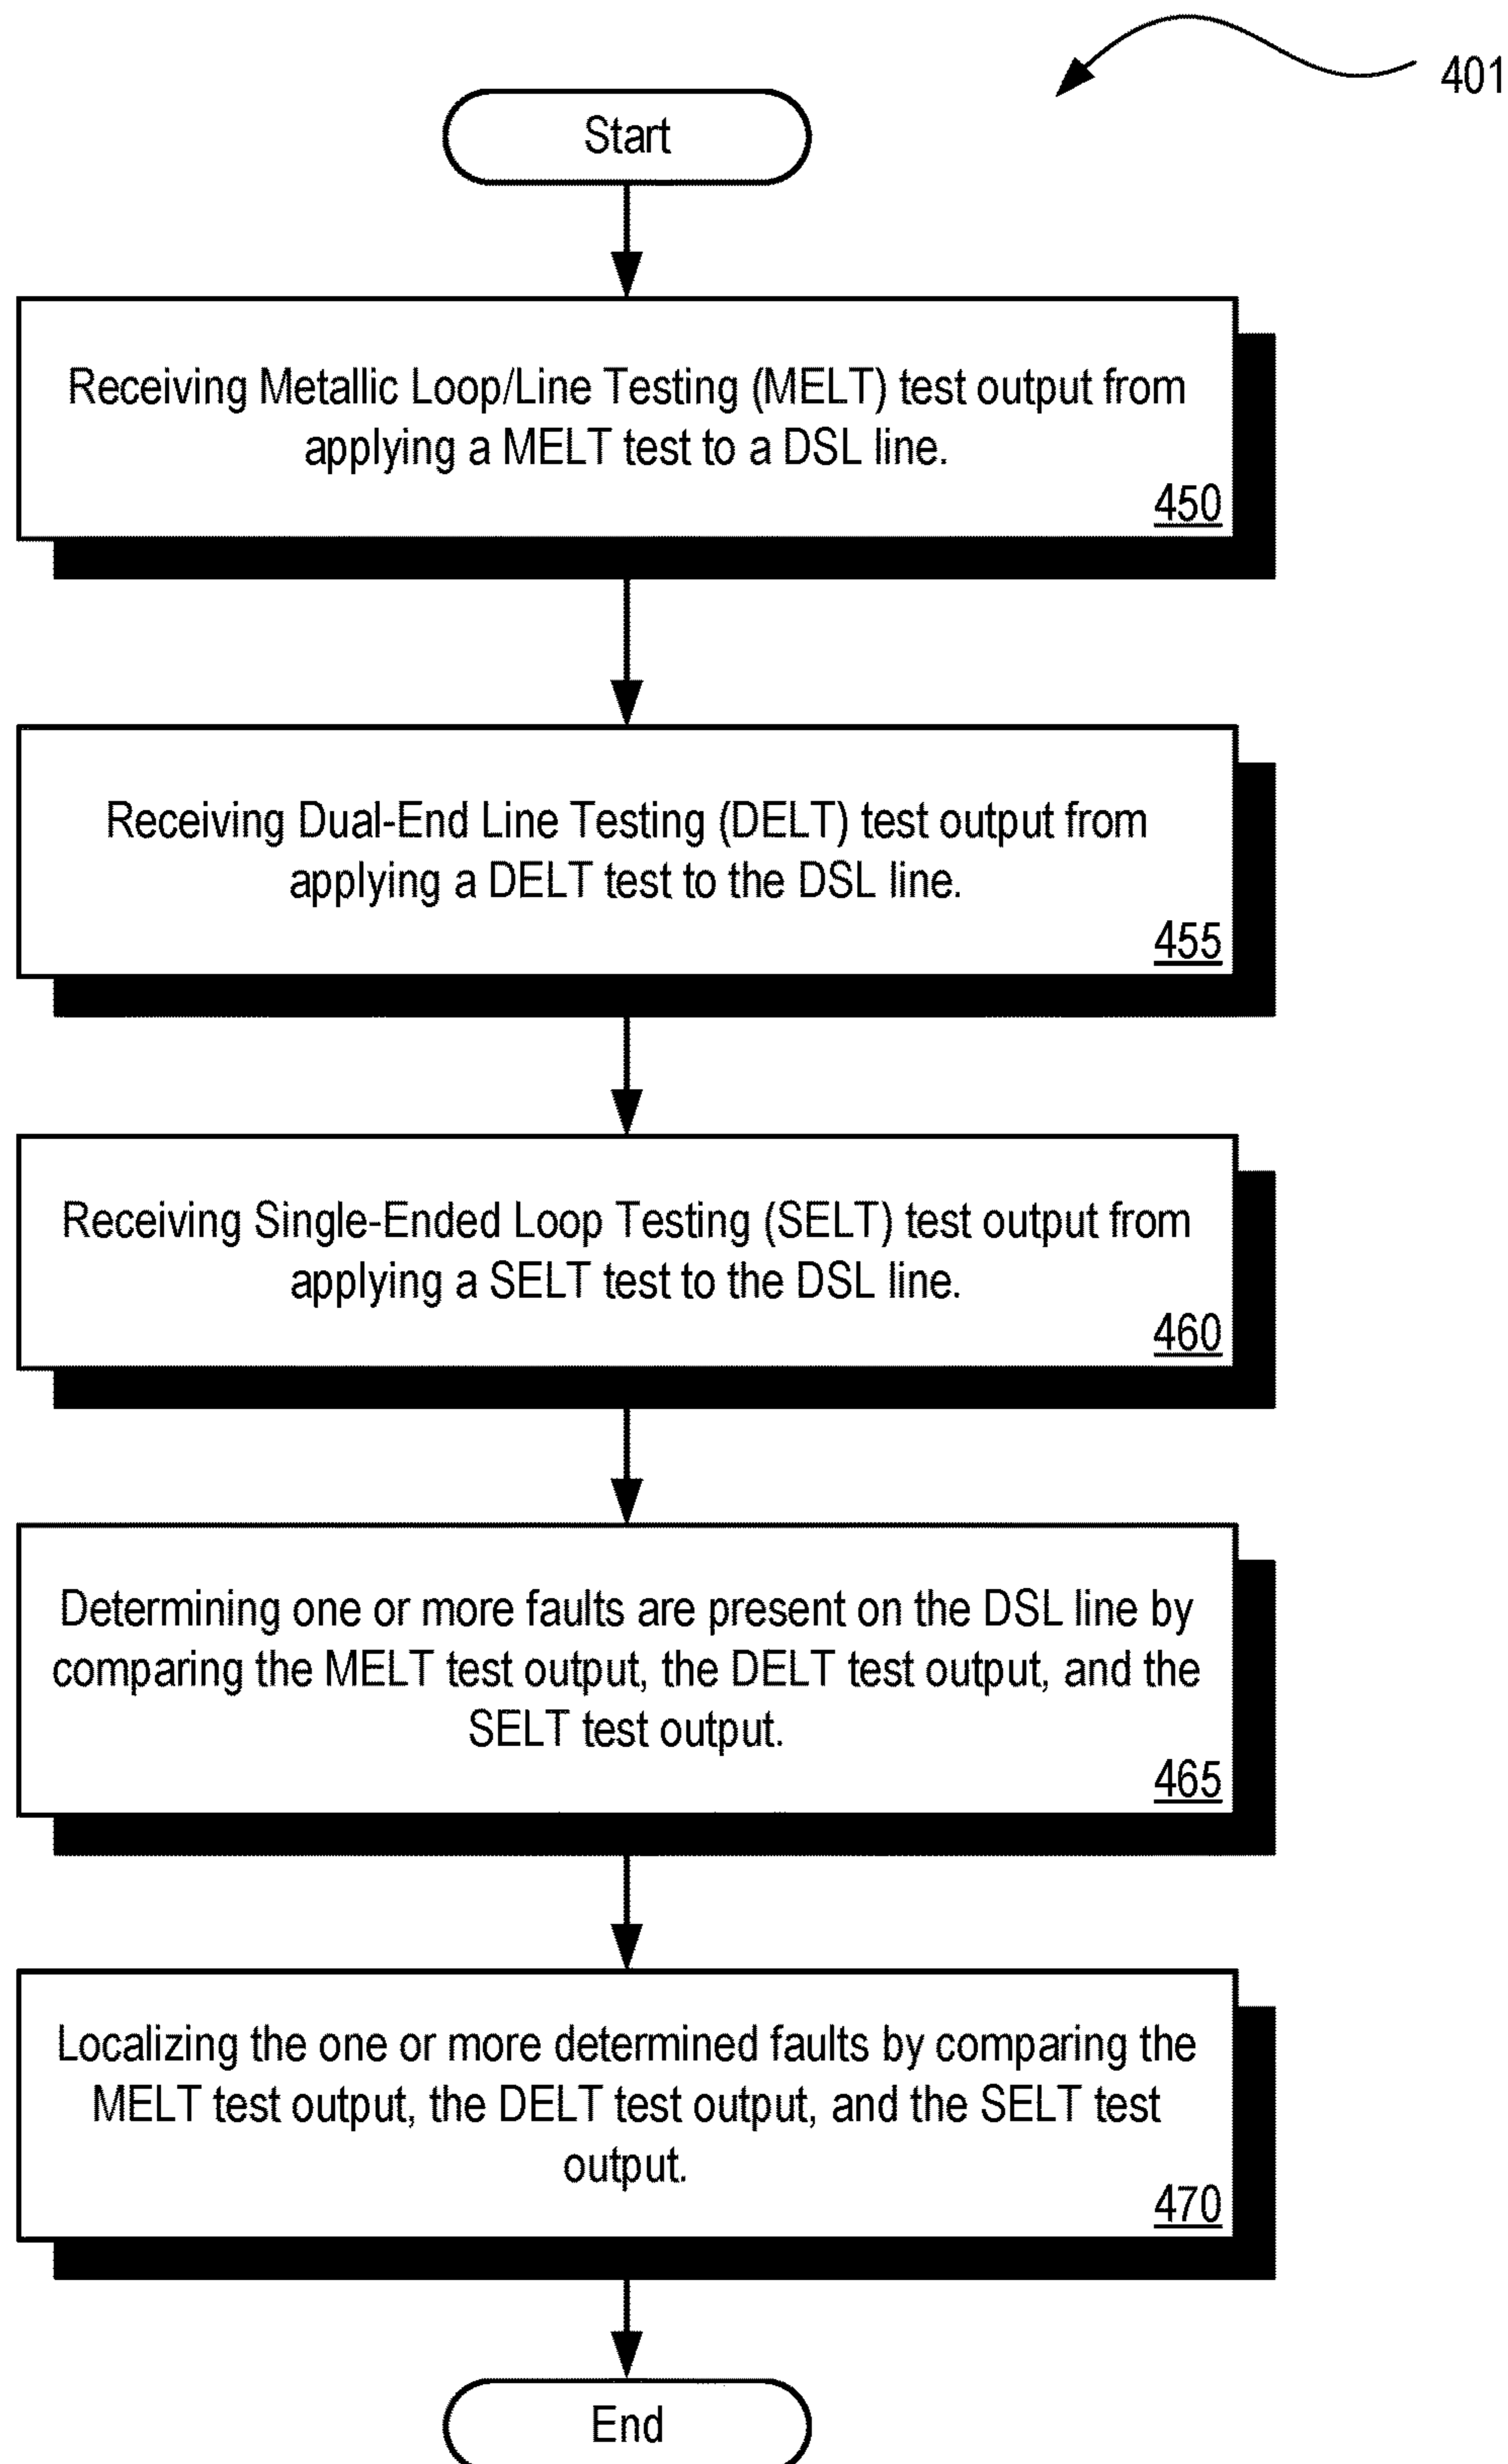 401
Start
Receiving Metallic Loop/Line Testing (MELT) test output from
applying a MELT test to a DSL line.
450
Receiving Dual-End Line Testing (DELT) test output from
applying a DELT test to the DSL line.
455
Receiving Single-Ended Loop Testing (SELT) test output from
applying a SELT test to the DSL line.
460
Determining one or more faults are present on the DSL line by
comparing the MELT test output, the DELT test output, and the
SELT test output.
465
Localizing the one or more determined faults by comparing the
MELT test output, the DELT test output, and the SELT test
output.
470
End